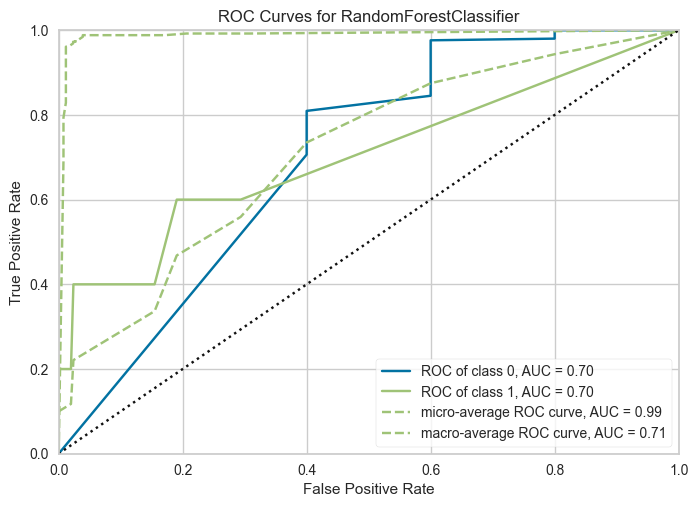 ROC Curves for RandomForestClassifier
1.0
0.8
0.6
0.4
0.2
0.0
True Positive Rate
ROC of class 0, AUC = 0.70
ROC of class 1, AUC = 0.70
micro-average ROC curve, AUC = 0.99
macro-average ROC curve, AUC = 0.71
0.0 0.2 0.4 0.6 0.8 1.0
False Positive Rate